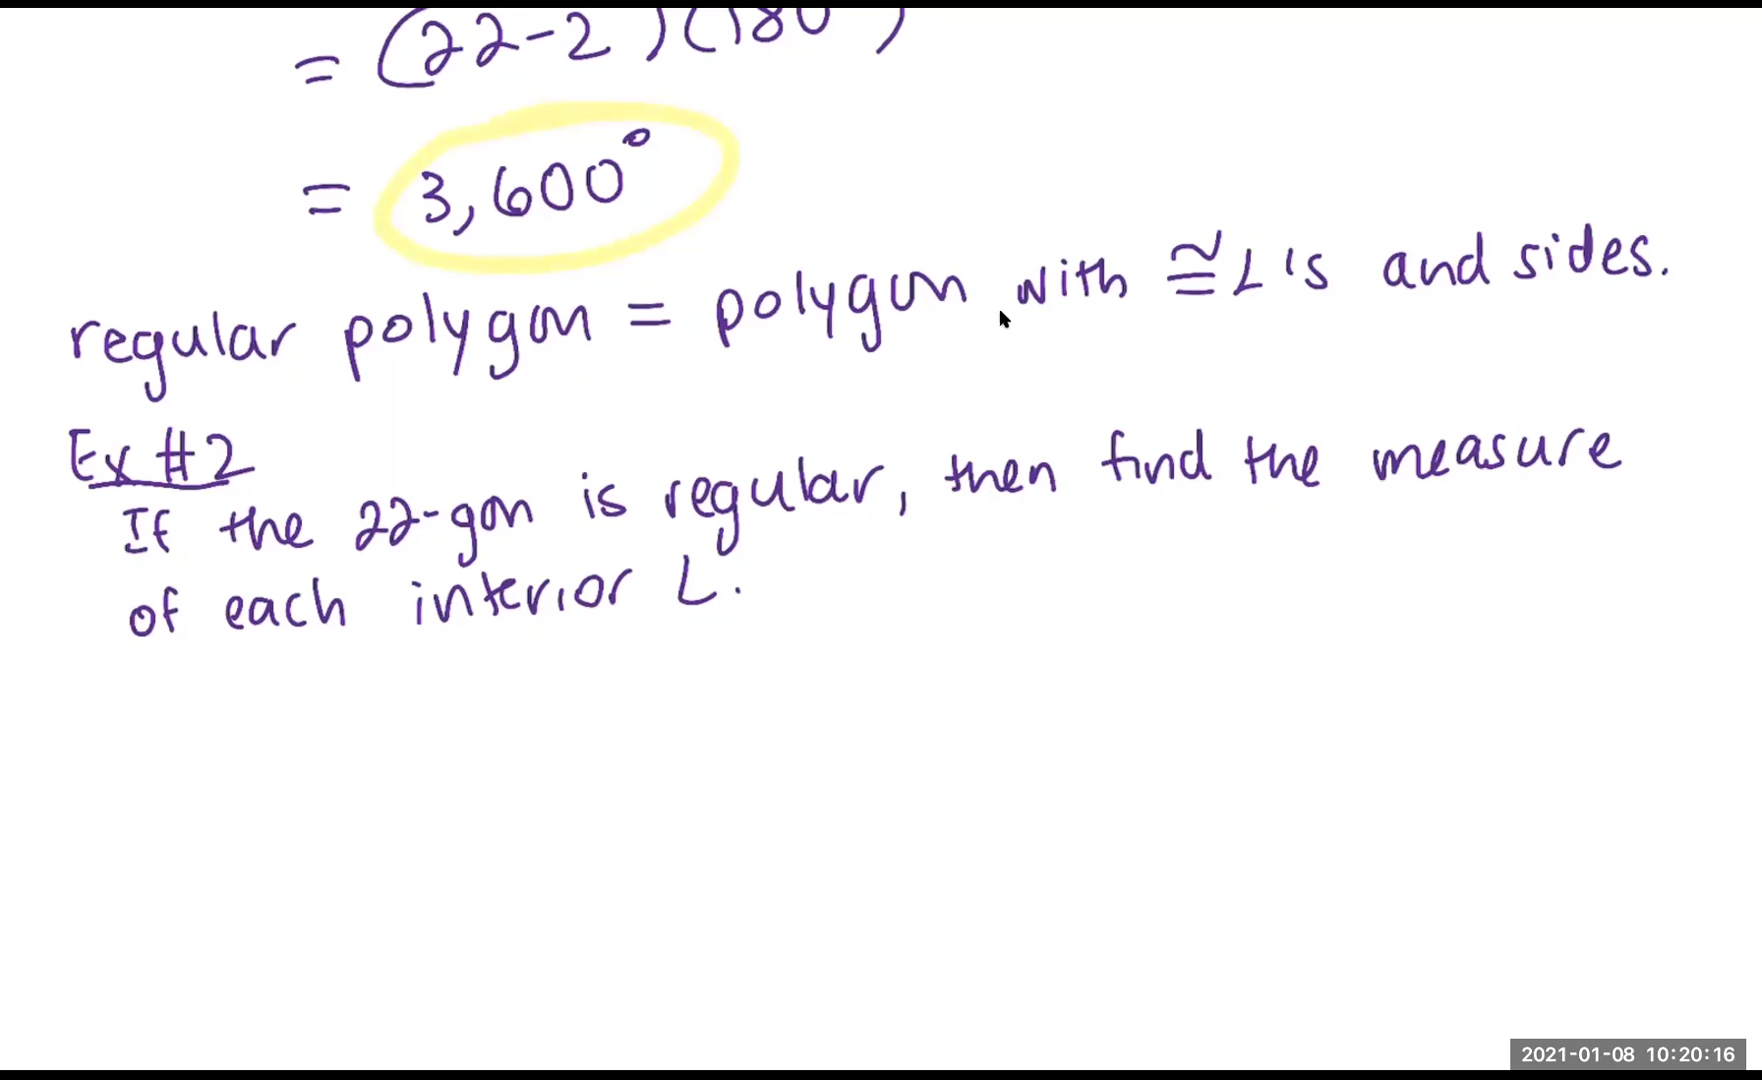 = (22-2)(180°)
= 3,600°
regular polygon = polygon with ≅ ∠'s and sides.
Ex #2
If the 22-gon is regular, then find the measure
of each interior ∠.
2021-01-08 10:20:16